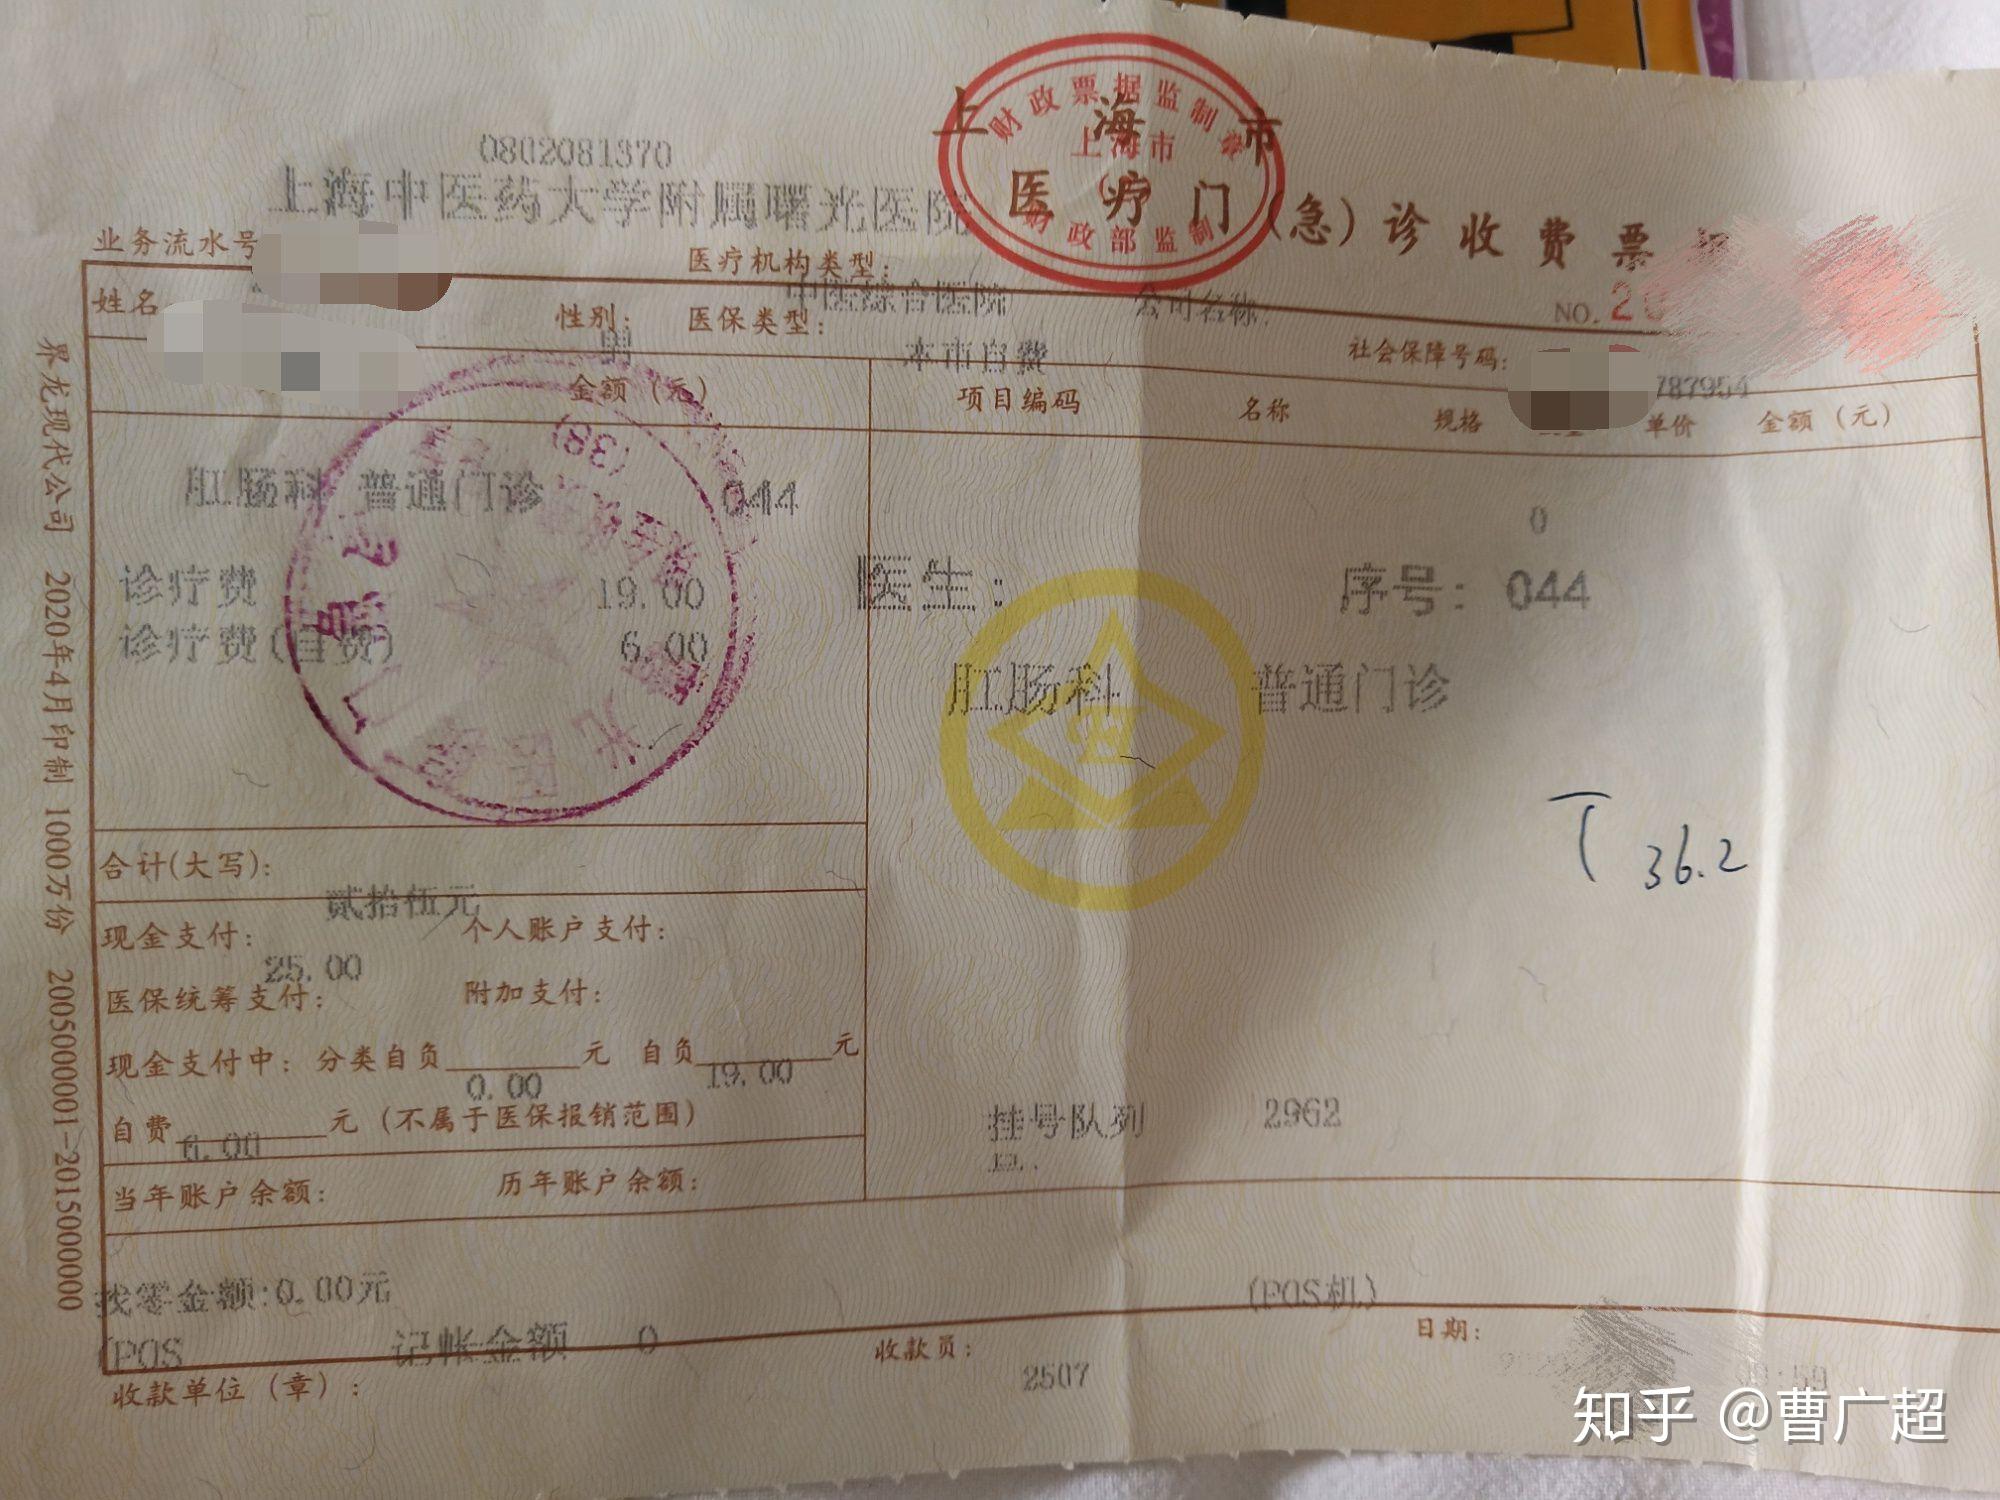 上海市
财政票据监制章
上海市
财政部监制
医疗门(急)诊收费票
0802081370
上海中医药大学附属曙光医院
业务流水号
医疗机构类型:
中医综合医院
公司名称:
NO. 20
姓名
性别:
男
医保类型:
本市自费
社会保障号码:
787954
金额(元)
项目编码 名称 规格 单价 金额(元)
(38)
肛肠科 普通门诊 044
0
诊疗费 19.00
医生: 序号: 044
诊疗费(自费) 6.00
肛肠科 普通门诊
T 36.2
合计(大写):
贰拾伍元
现金支付: 个人账户支付:
25.00
医保统筹支付: 附加支付:
现金支付中: 分类自负 元 自负 元
0.00 19.00
自费 元(不属于医保报销范围)
6.00
挂号队列 2962
当年账户余额: 历年账户余额:
找零金额:0.00元
(POS机)
(POS 记帐金额 0
收款单位(章): 收款员: 日期:
2507
:59
界龙现代公司 2020年4月印制 1000万份 2005000001-2015000000
知乎 @曹广超